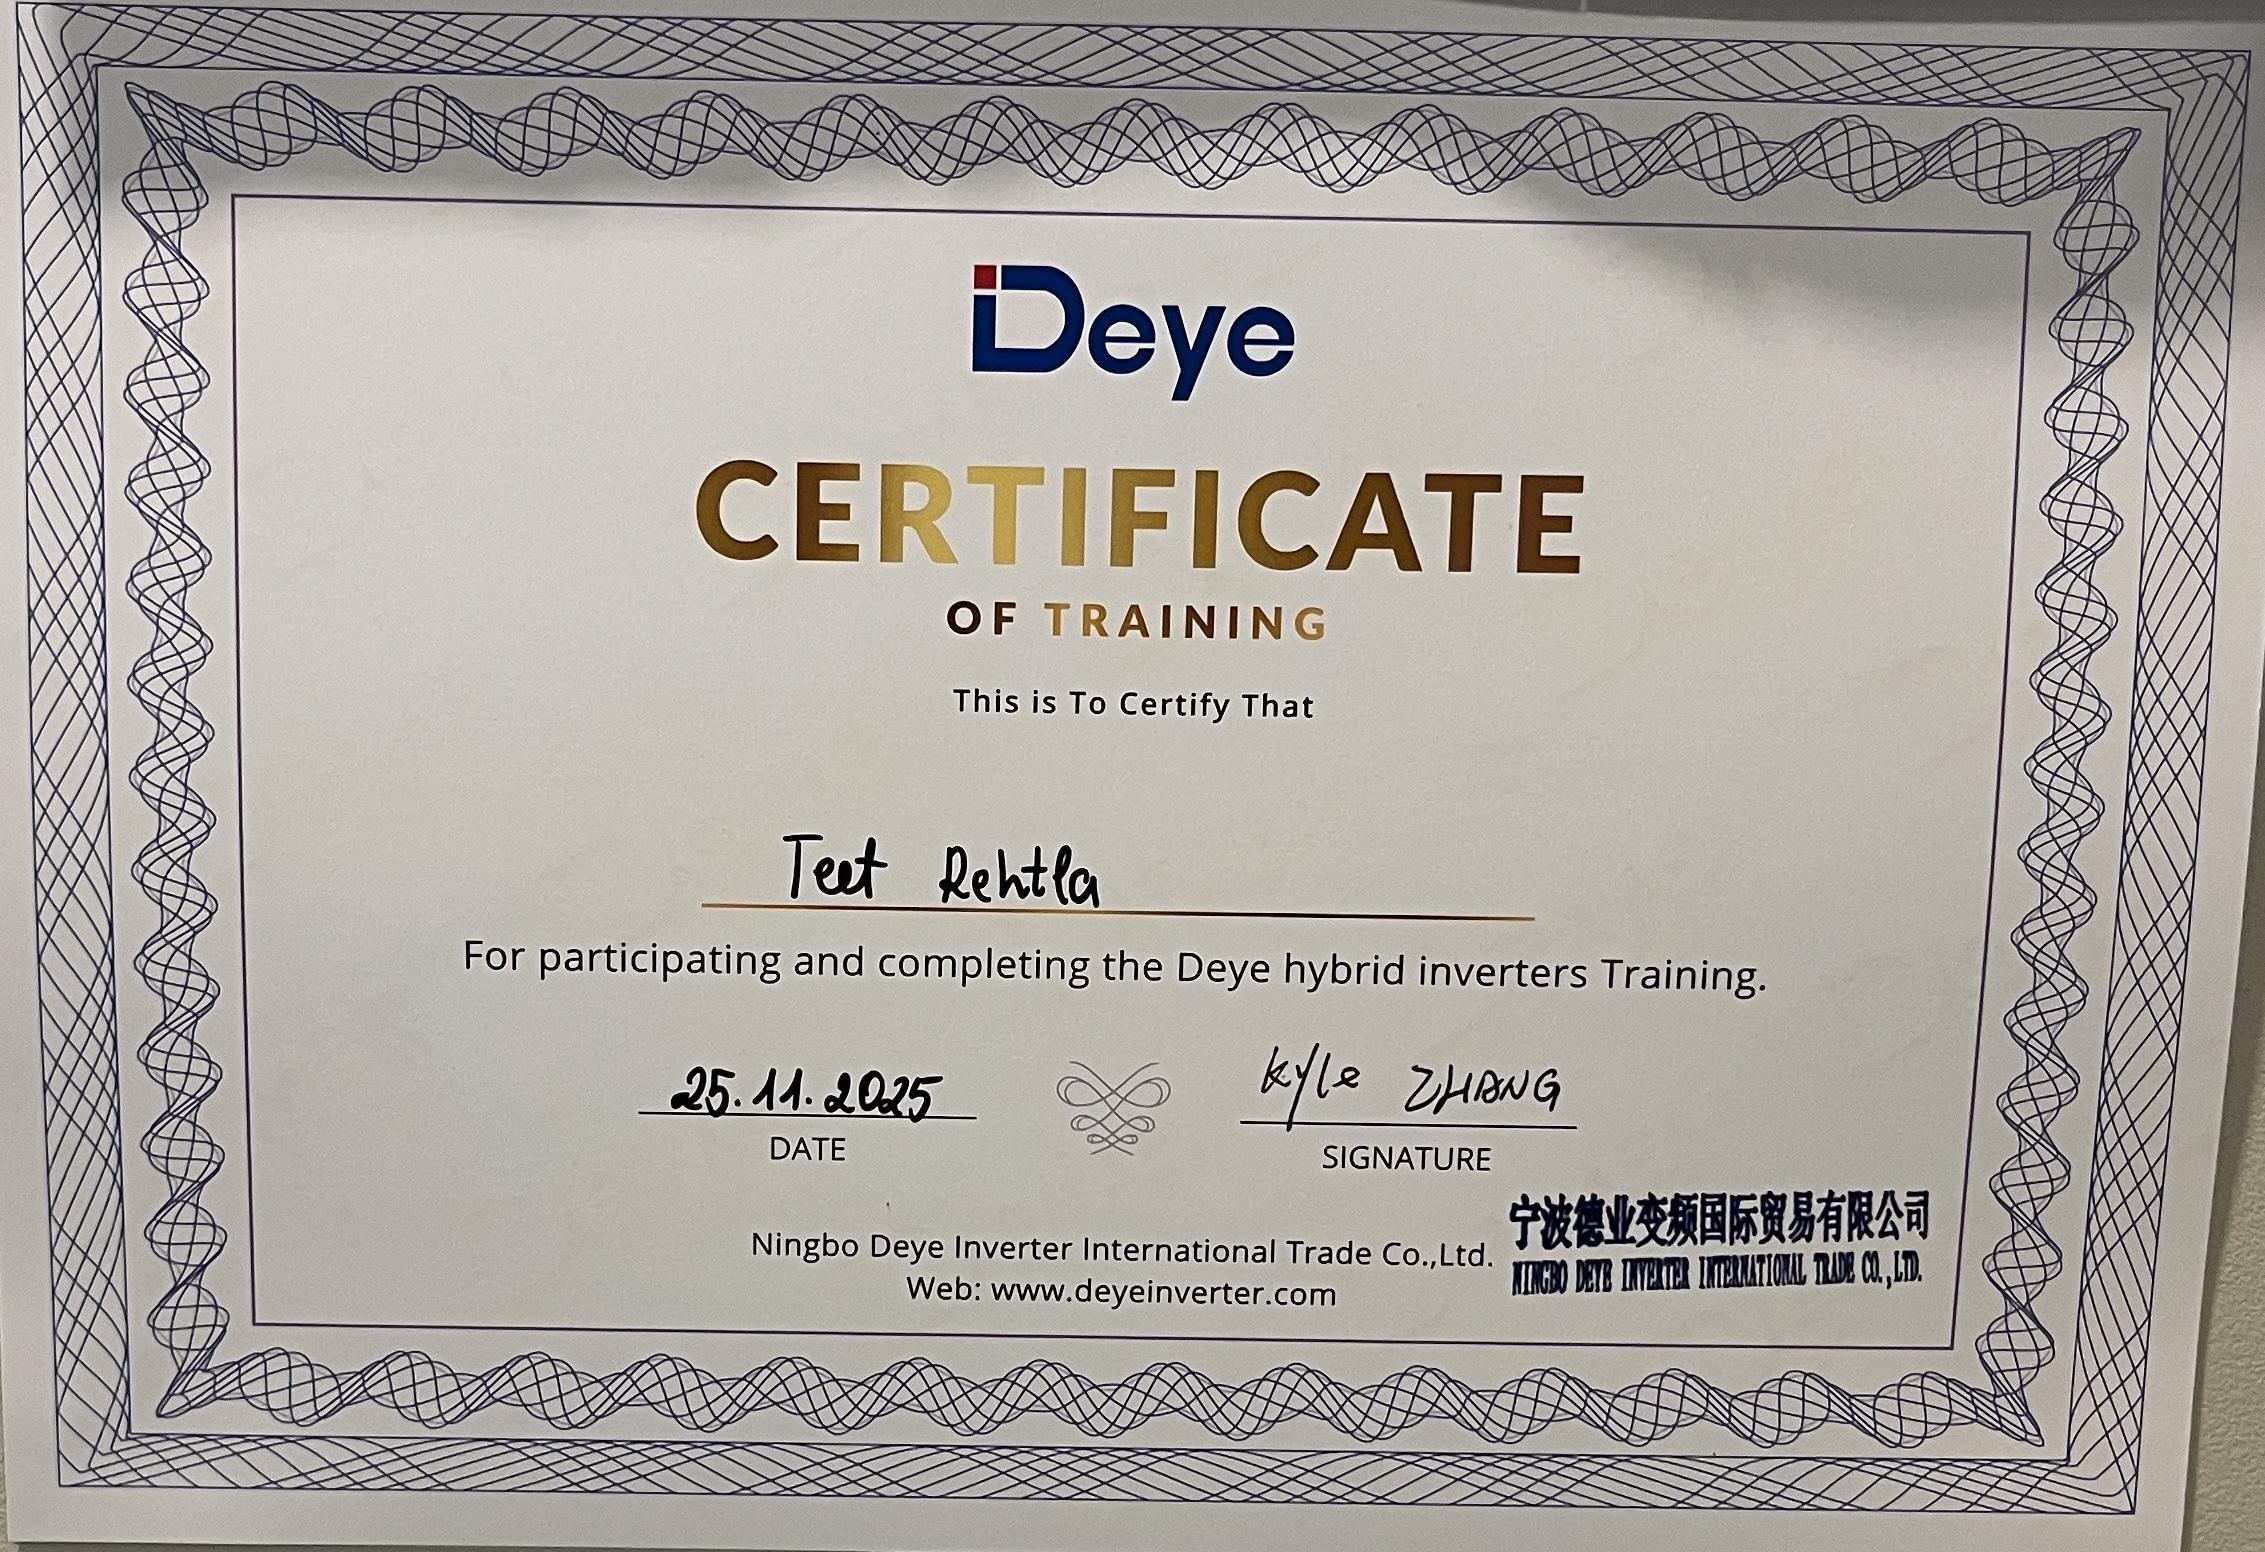 Deye
CERTIFICATE
OF TRAINING
This is To Certify That
Teet Rehtla
For participating and completing the Deye hybrid inverters Training.
25.11.2025
DATE
Kyle ZHANG
SIGNATURE
宁波德业变频国际贸易有限公司
NINGBO DEYE INVERTER INTERNATIONAL TRADE CO.,LTD.
Ningbo Deye Inverter International Trade Co.,Ltd.
Web: www.deyeinverter.com